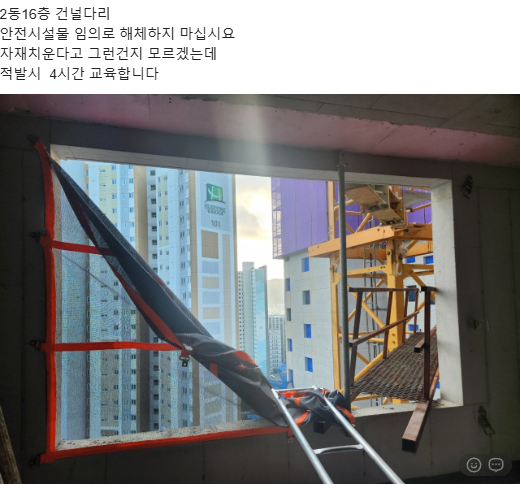 2동16층 건널다리
안전시설물 임의로 해체하지 마십시요
자재치운다고 그런건지 모르겠는데
적발시  4시간 교육합니다
101